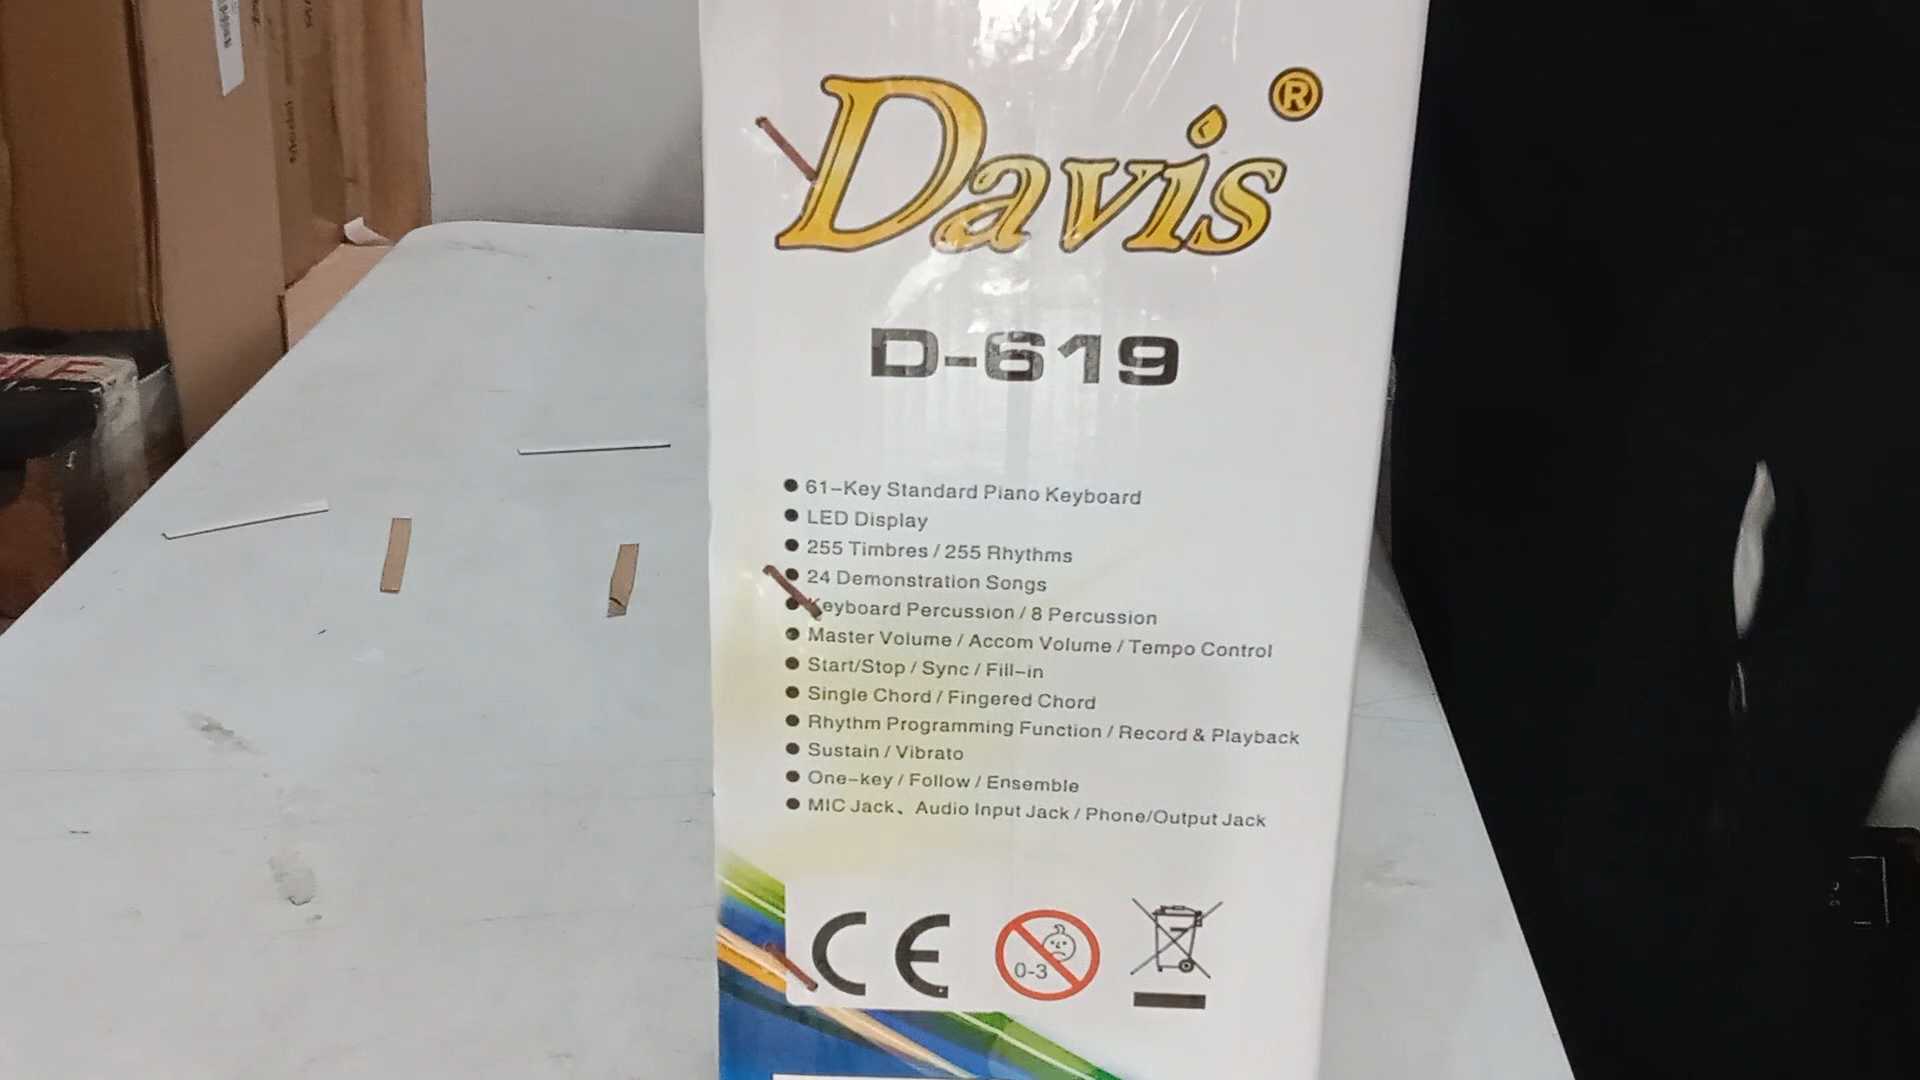 Davis®
D-619
● 61-Key Standard Piano Keyboard
● LED Display
● 255 Timbres / 255 Rhythms
● 24 Demonstration Songs
● Keyboard Percussion / 8 Percussion
● Master Volume / Accom Volume / Tempo Control
● Start/Stop / Sync / Fill-in
● Single Chord / Fingered Chord
● Rhythm Programming Function / Record & Playback
● Sustain / Vibrato
● One-key / Follow / Ensemble
● MIC Jack、Audio Input Jack / Phone/Output Jack
CE
0-3